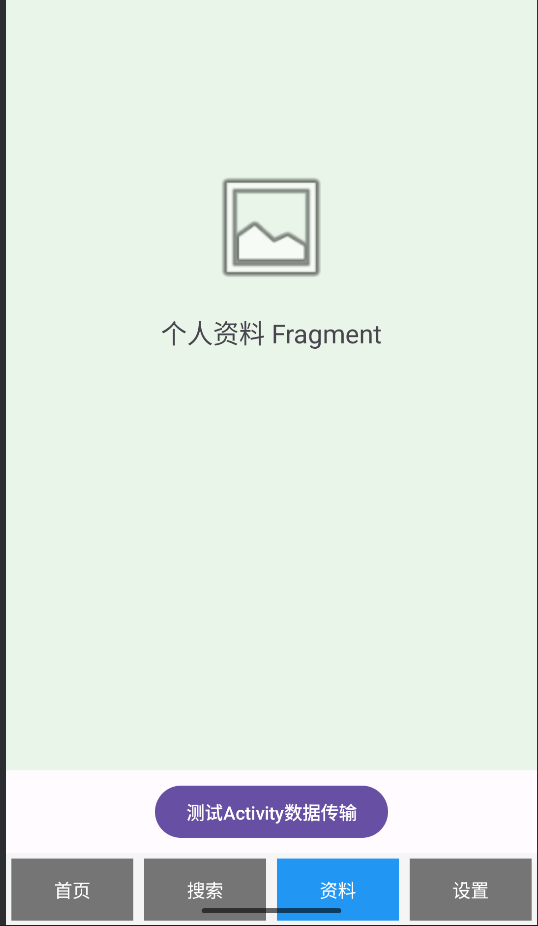 个人资料 Fragment
测试Activity数据传输
首页
搜索
资料
设置